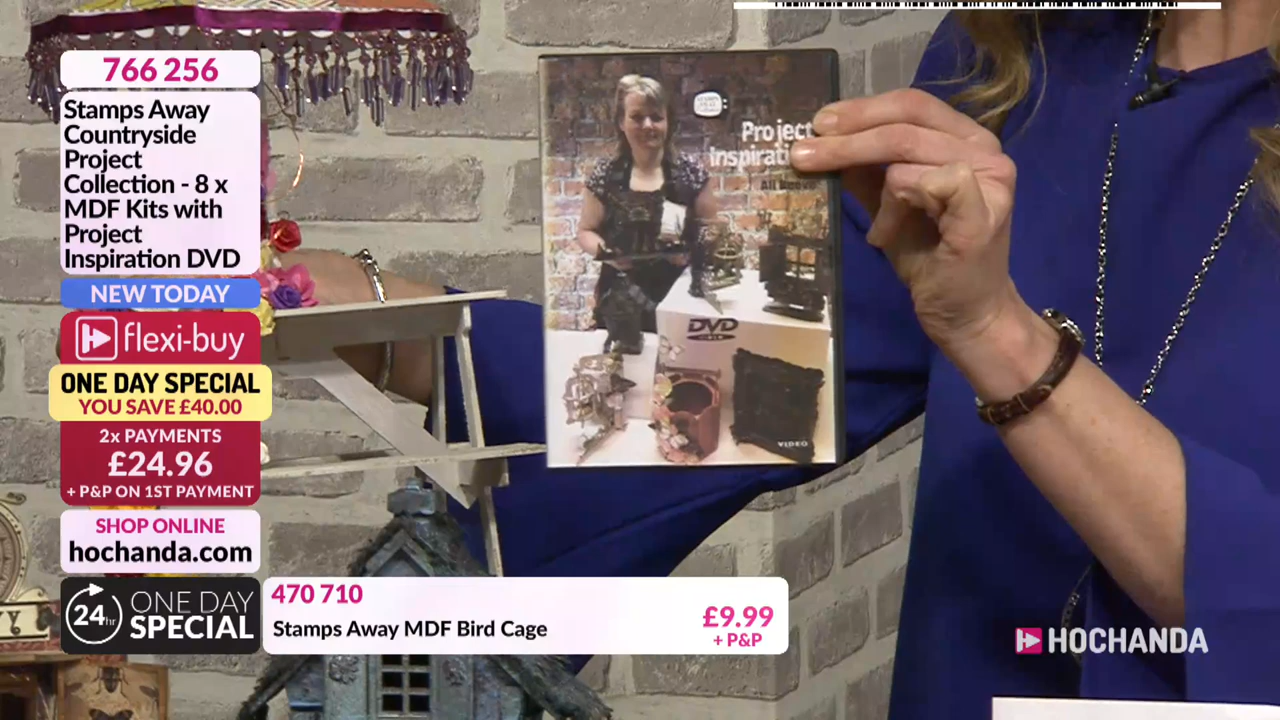 766 256
Stamps Away
Countryside
Project
Collection - 8 x
MDF Kits with
Project
Inspiration DVD
NEW TODAY
flexi-buy
ONE DAY SPECIAL
YOU SAVE £40.00
2x PAYMENTS
£24.96
+ P&P ON 1ST PAYMENT
SHOP ONLINE
hochanda.com
24hr
ONE DAY
SPECIAL
470 710
Stamps Away MDF Bird Cage
£9.99
+ P&P
Project
Inspirati
DVD
VIDEO
HOCHANDA